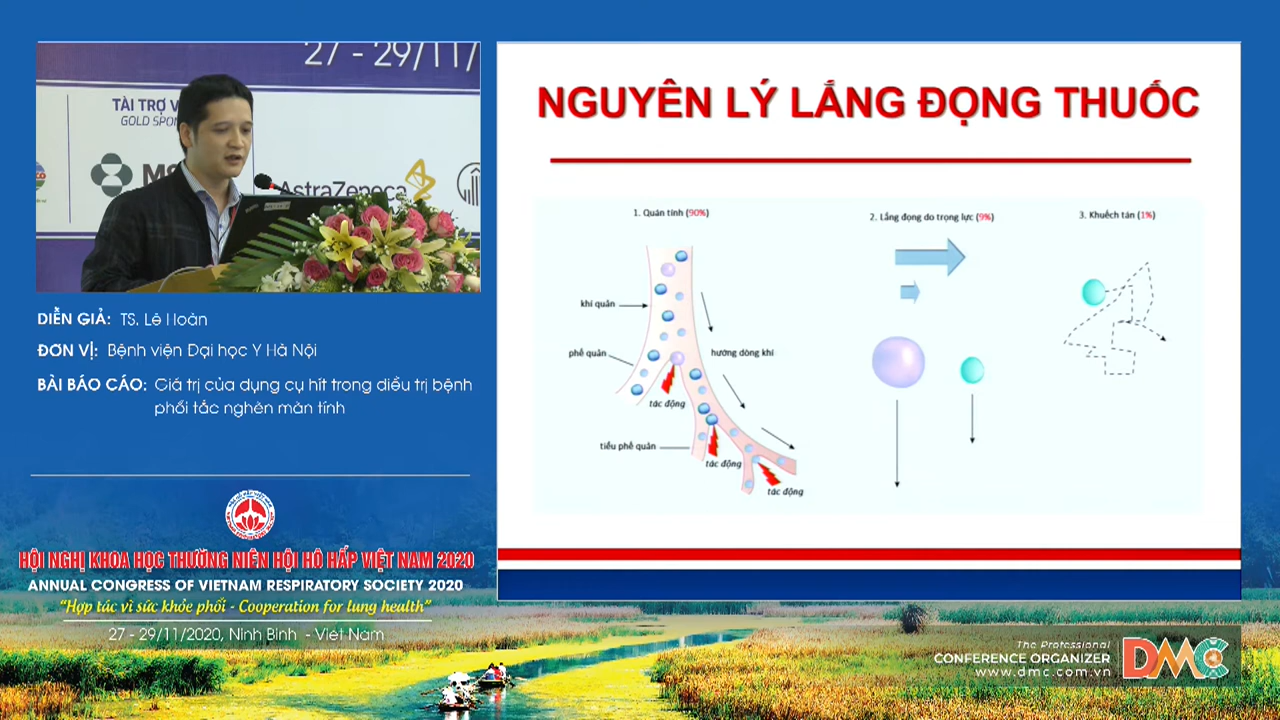 27 - 29/11/
TÀI TRỢ V
GOLD SPON
AstraZeneca
DIỄN GIẢ: TS. Lê Hoàn
ĐƠN VỊ: Bệnh viện Đại học Y Hà Nội
BÀI BÁO CÁO: Giá trị của dụng cụ hít trong điều trị bệnh
phổi tắc nghẽn mạn tính
HỘI NGHỊ KHOA HỌC THƯỜNG NIÊN HỘI HÔ HẤP VIỆT NAM 2020
ANNUAL CONGRESS OF VIETNAM RESPIRATORY SOCIETY 2020
“Hợp tác vì sức khỏe phổi - Cooperation for lung health”
27 - 29/11/2020, Ninh Bình - Việt Nam
NGUYÊN LÝ LẮNG ĐỌNG THUỐC
1. Quán tính (90%)
khí quản
phế quản
hướng dòng khí
tác động
tiểu phế quản
tác động
tác động
2. Lắng đọng do trọng lực (9%)
3. Khuếch tán (1%)
The Professional
CONFERENCE ORGANIZER
www.dmc.com.vn
DMC